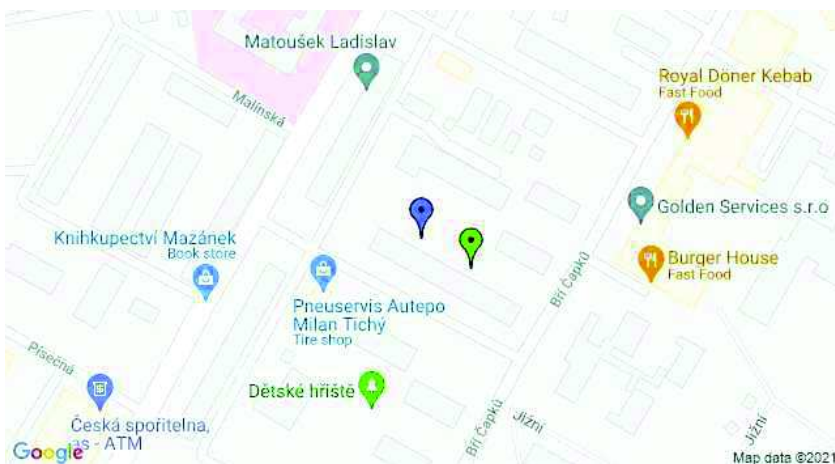 Matoušek Ladislav
Malínská
Royal Döner Kebab
Fast Food
Golden Services s.r.o
Knihkupectví Mazánek
Book store
Burger House
Fast Food
Bří Čapků
Pneuservis Autepo
Milan Tichý
Tire shop
Písečná
Dětské hřiště
Česká spořitelna,
as - ATM
Jižní
Jižní
Bří Čapků
Google
Map data ©2021